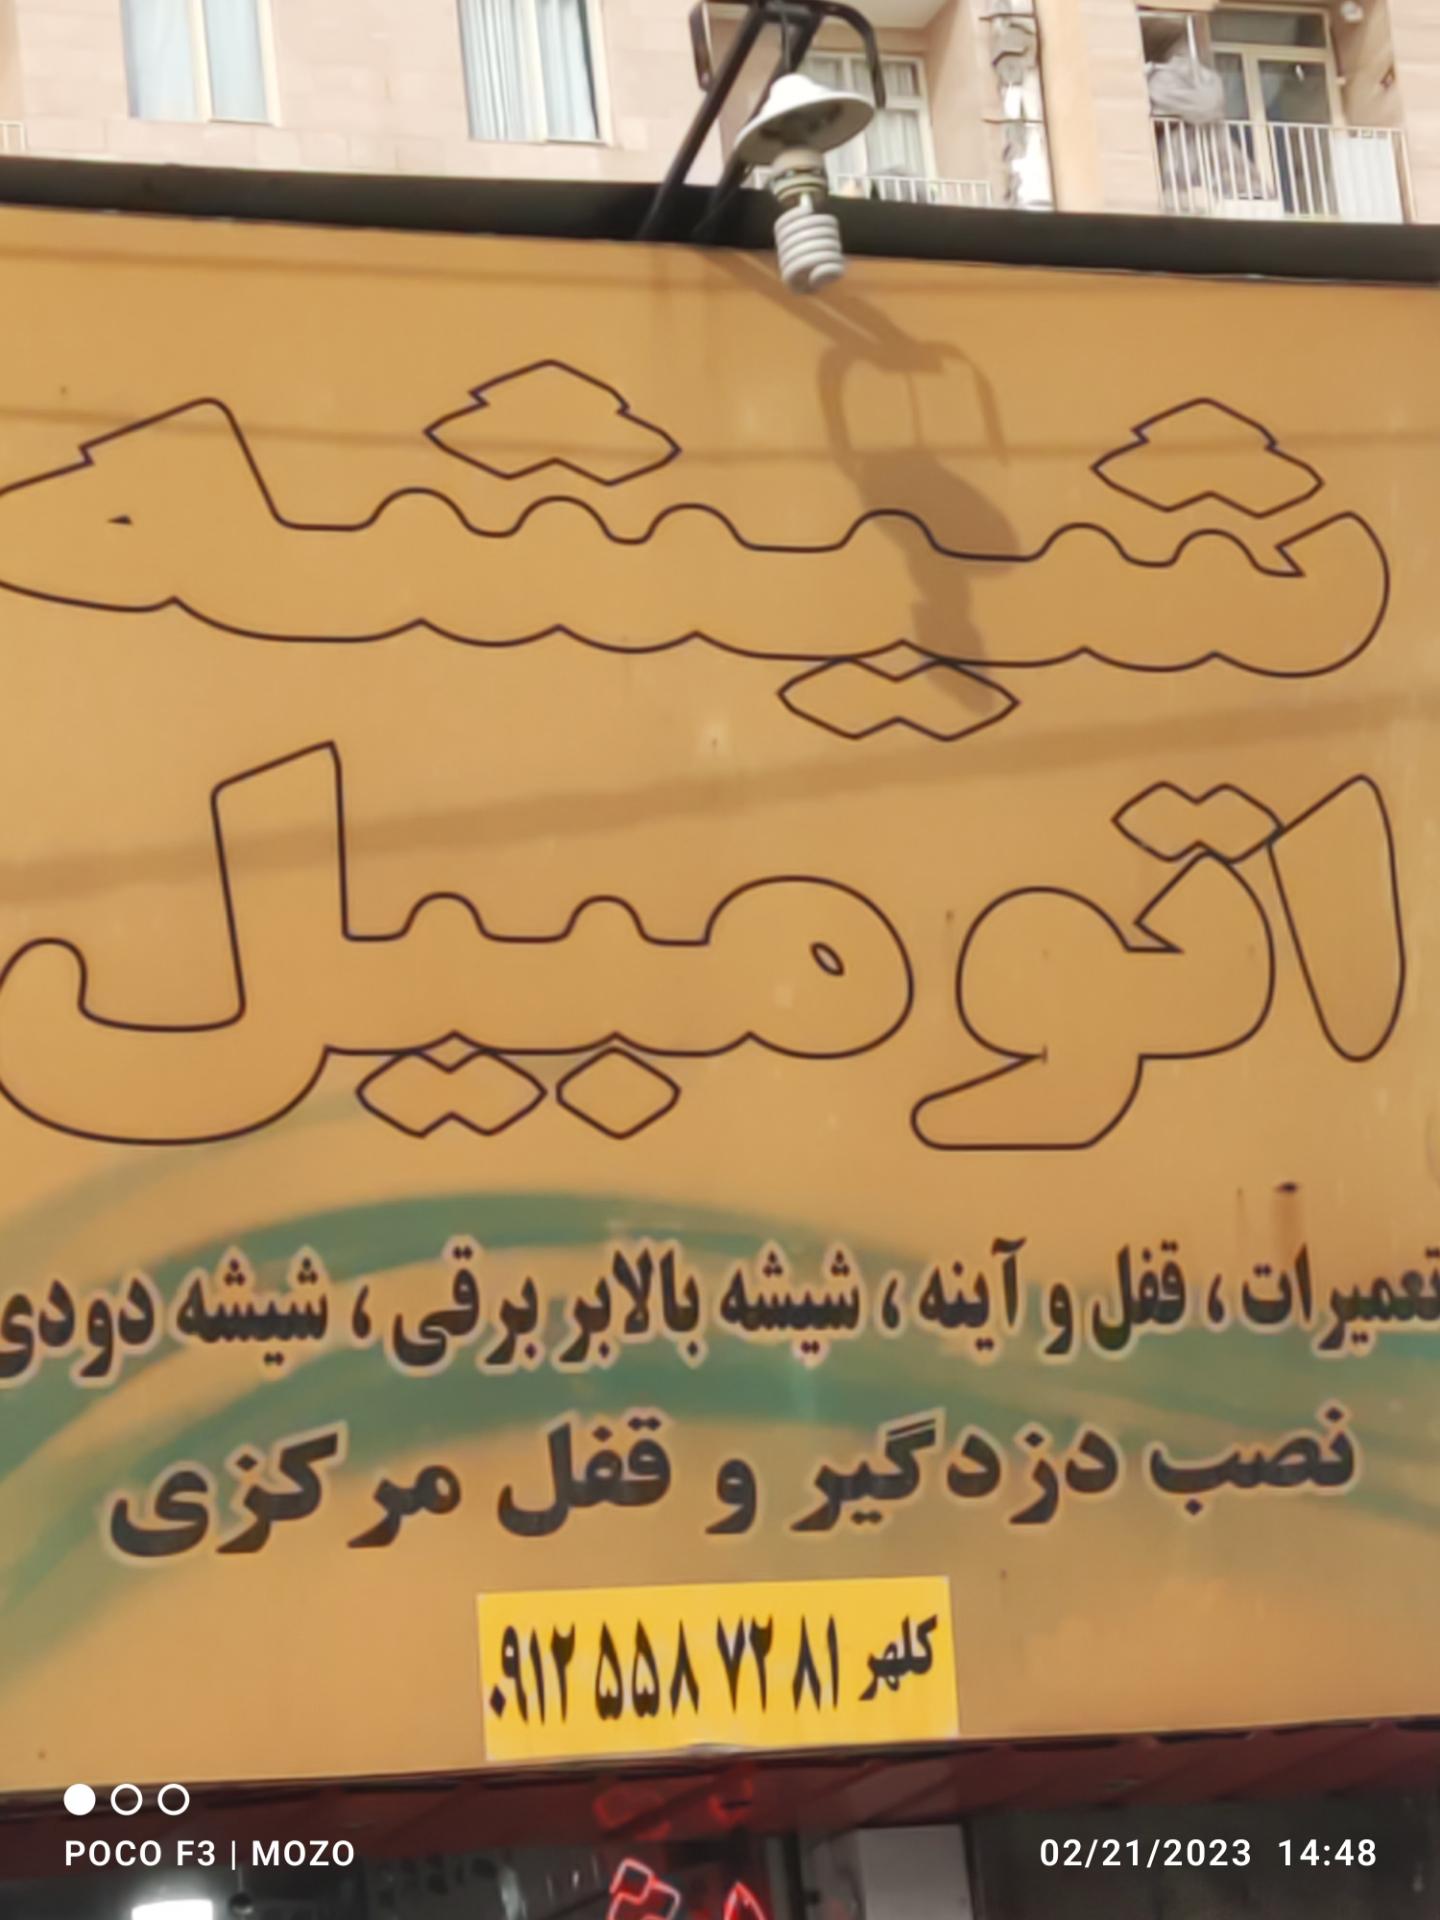 شیشه
اتومبیل
تعمیرات ، قفل و آینه ، شیشه بالابر برقی ، شیشه دودی
نصب دزدگیر و قفل مرکزی
کلهر ۰۹۱۲ ۵۵۸ ۷۲ ۸۱
POCO F3 | MOZO
02/21/2023 14:48